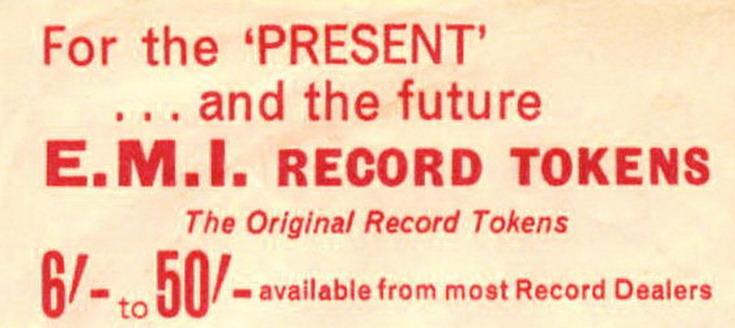 For the ‘PRESENT’
... and the future
E.M.I. RECORD TOKENS
The Original Record Tokens
6/- to 50/- available from most Record Dealers